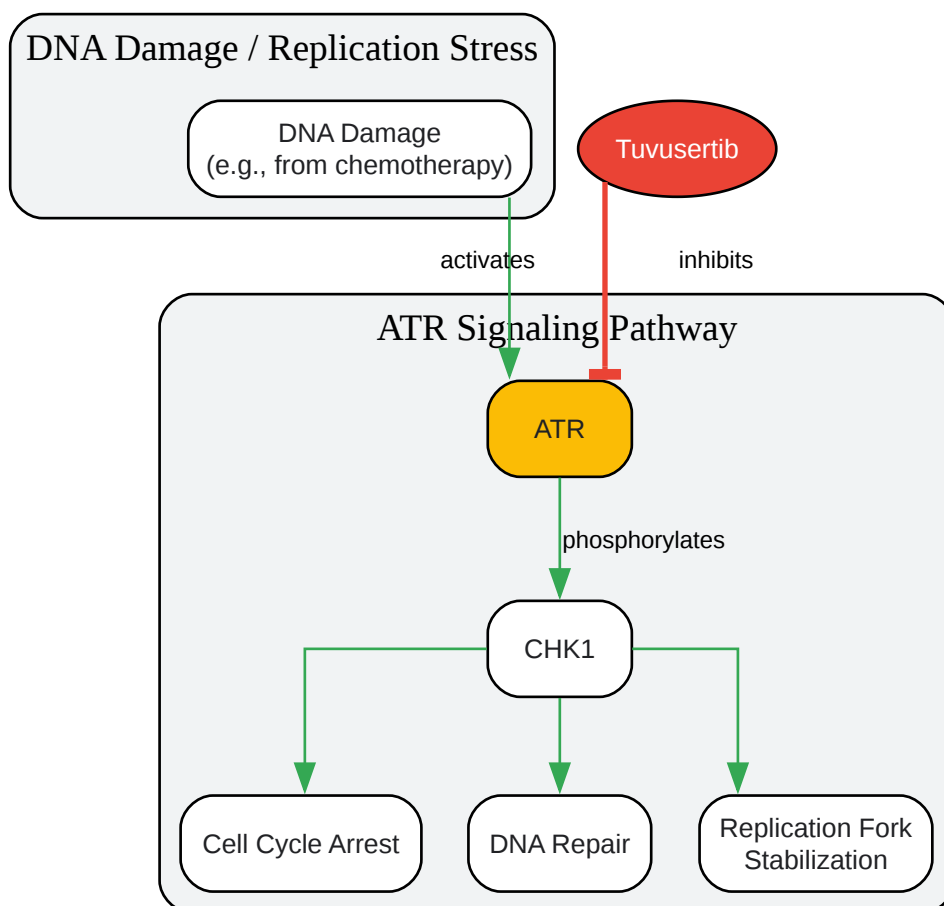 DNA Damage / Replication Stress
DNA Damage
(e.g., from chemotherapy)
Tuvusertib
activates
inhibits
ATR Signaling Pathway
ATR
phosphorylates
CHK1
Cell Cycle Arrest
DNA Repair
Replication Fork
Stabilization